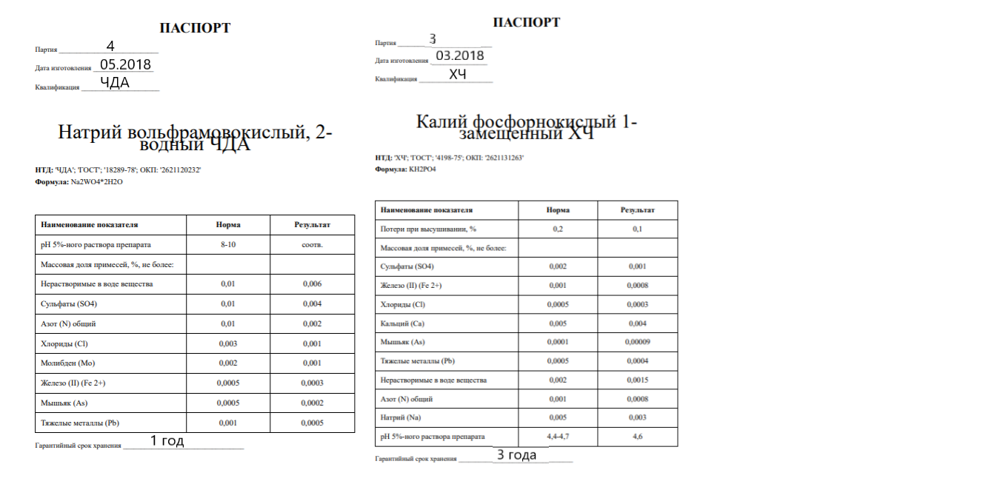 ПАСПОРТ
Партия 4
Дата изготовления 05.2018
Квалификация ЧДА
Натрий вольфрамовокислый, 2-
водный ЧДА
НТД: 'ЧДА'; 'ГОСТ'; '18289-78'; ОКП: '2621120232'
Формула: Na2WO4*2H2O
Наименование показателя Норма Результат
pH 5%-ного раствора препарата 8-10 соотв.
Массовая доля примесей, %, не более:
Нерастворимые в воде вещества 0,01 0,006
Сульфаты (SO4) 0,01 0,004
Азот (N) общий 0,01 0,002
Хлориды (Cl) 0,003 0,001
Молибден (Mo) 0,002 0,001
Железо (II) (Fe 2+) 0,0005 0,0003
Мышьяк (As) 0,0005 0,0002
Тяжелые металлы (Pb) 0,001 0,0005
Гарантийный срок хранения 1 год
ПАСПОРТ
Партия 3
Дата изготовления 03.2018
Квалификация ХЧ
Калий фосфорнокислый 1-
замещенный ХЧ
НТД: 'ХЧ'; 'ГОСТ'; '4198-75'; ОКП: '2621131263'
Формула: KH2PO4
Наименование показателя Норма Результат
Потери при высушивании, % 0,2 0,1
Массовая доля примесей, %, не более:
Сульфаты (SO4) 0,002 0,001
Железо (II) (Fe 2+) 0,001 0,0008
Хлориды (Cl) 0,0005 0,0003
Кальций (Ca) 0,005 0,004
Мышьяк (As) 0,0001 0,00009
Тяжелые металлы (Pb) 0,0005 0,0004
Нерастворимые в воде вещества 0,002 0,0015
Азот (N) общий 0,001 0,0008
Натрий (Na) 0,005 0,003
pH 5%-ного раствора препарата 4,4-4,7 4,6
Гарантийный срок хранения 3 года